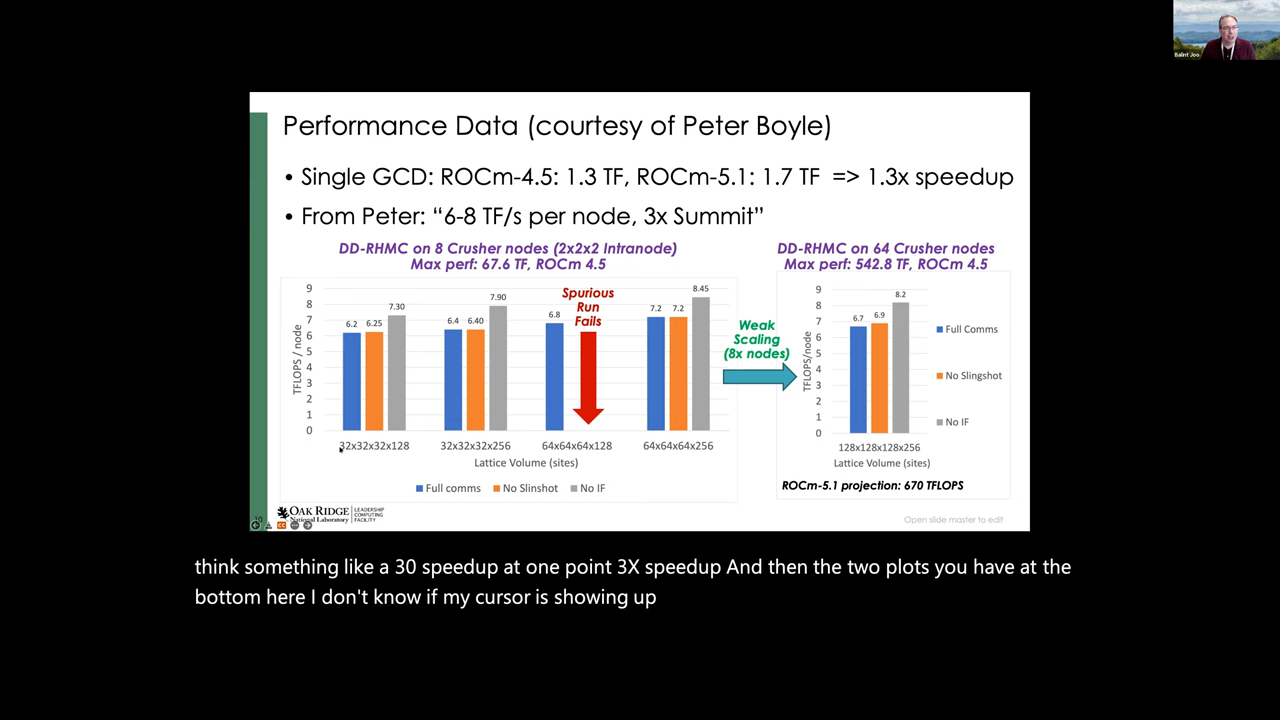 Balint Joo
Performance Data (courtesy of Peter Boyle)
• Single GCD: ROCm-4.5: 1.3 TF, ROCm-5.1: 1.7 TF => 1.3x speedup
• From Peter: “6-8 TF/s per node, 3x Summit”
DD-RHMC on 8 Crusher nodes (2x2x2 Intranode)
Max perf: 67.6 TF, ROCm 4.5
9
8
7
6
5
4
3
2
1
0
TFLOPS / node
6.2 6.25 7.30
6.4 6.40 7.90
6.8
Spurious
Run
Fails
7.2 7.2 8.45
32x32x32x128 32x32x32x256 64x64x64x128 64x64x64x256
Lattice Volume (sites)
Full comms No Slinshot No IF
Weak
Scaling
(8x nodes)
DD-RHMC on 64 Crusher nodes
Max perf: 542.8 TF, ROCm 4.5
9
8
7
6
5
4
3
2
1
0
TFLOPS/node
6.7 6.9 8.2
Full Comms
No Slingshot
No IF
128x128x128x256
Lattice Volume (sites)
ROCm-5.1 projection: 670 TFLOPS
10
OAK RIDGE
National Laboratory
LEADERSHIP
COMPUTING
FACILITY
CC
Open slide master to edit
think something like a 30 speedup at one point 3X speedup And then the two plots you have at the
bottom here I don't know if my cursor is showing up